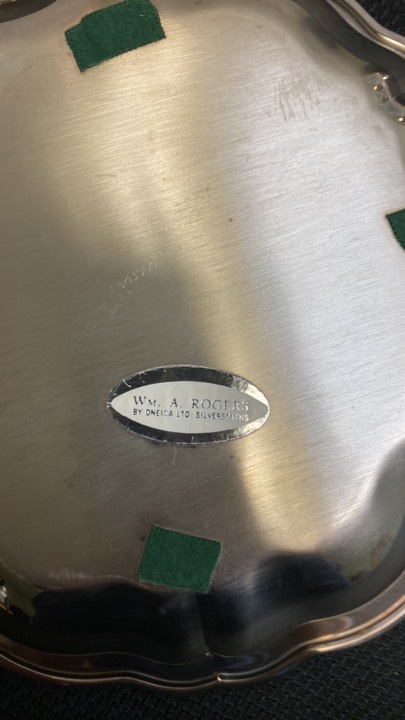 WM. A. ROGERS
BY ONEIDA LTD. SILVERSMITHS